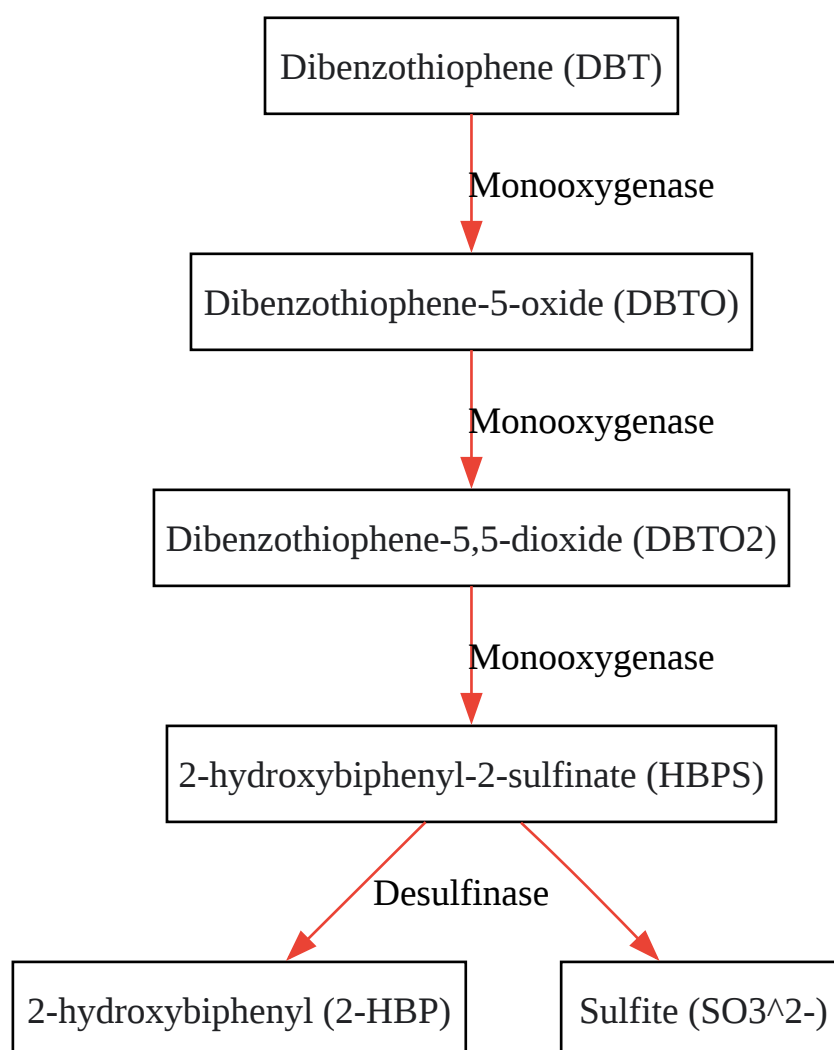 Dibenzothiophene (DBT)
Monooxygenase
Dibenzothiophene-5-oxide (DBTO)
Monooxygenase
Dibenzothiophene-5,5-dioxide (DBTO2)
Monooxygenase
2-hydroxybiphenyl-2-sulfinate (HBPS)
Desulfinase
2-hydroxybiphenyl (2-HBP)
Sulfite (SO3^2-)